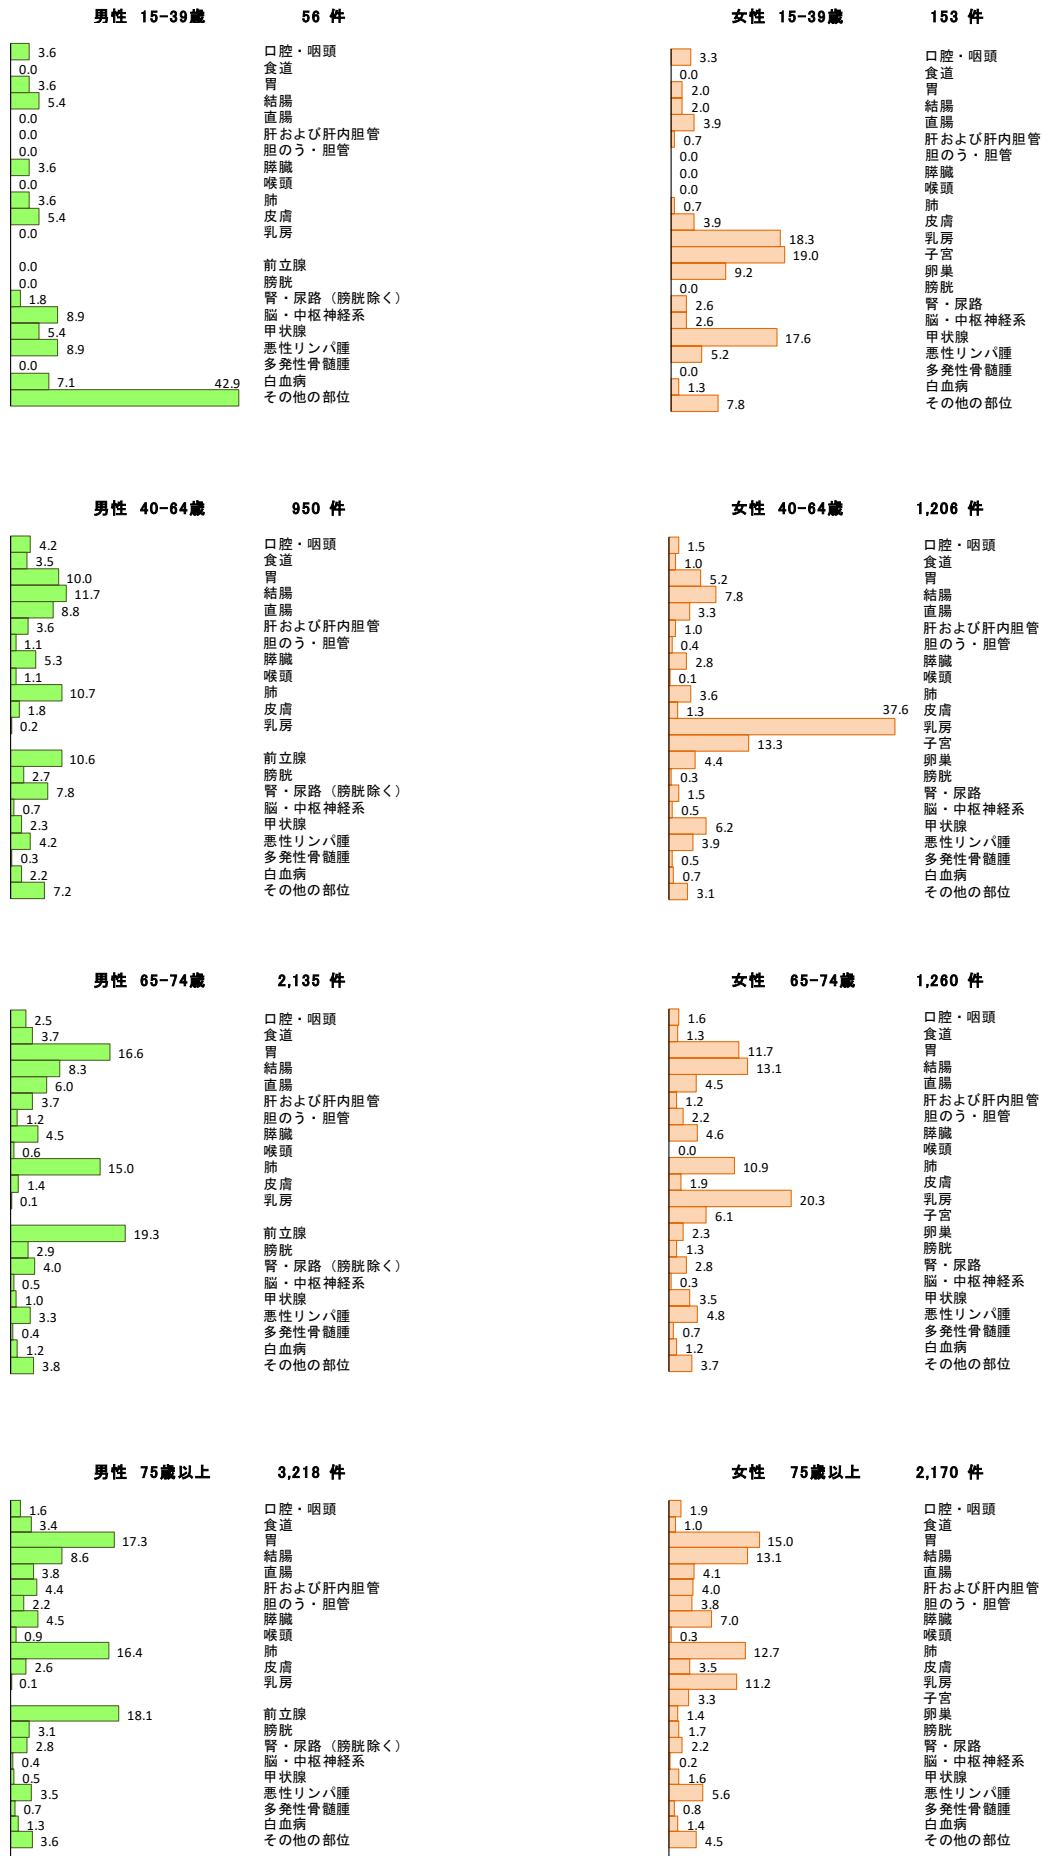 男性 15-39歳 56 件
3.6 口腔・咽頭
0.0 食道
3.6 胃
5.4 結腸
0.0 直腸
0.0 肝および肝内胆管
0.0 胆のう・胆管
3.6 膵臓
0.0 喉頭
3.6 肺
5.4 皮膚
0.0 乳房
0.0 前立腺
0.0 膀胱
1.8 腎・尿路（膀胱除く）
8.9 脳・中枢神経系
5.4 甲状腺
8.9 悪性リンパ腫
0.0 多発性骨髄腫
7.1 白血病
42.9 その他の部位
女性 15-39歳 153 件
3.3 口腔・咽頭
0.0 食道
2.0 胃
2.0 結腸
3.9 直腸
0.7 肝および肝内胆管
0.0 胆のう・胆管
0.0 膵臓
0.0 喉頭
0.7 肺
3.9 皮膚
18.3 乳房
19.0 子宮
9.2 卵巣
0.0 膀胱
2.6 腎・尿路
2.6 脳・中枢神経系
17.6 甲状腺
5.2 悪性リンパ腫
0.0 多発性骨髄腫
1.3 白血病
7.8 その他の部位
男性 40-64歳 950 件
4.2 口腔・咽頭
3.5 食道
10.0 胃
11.7 結腸
8.8 直腸
3.6 肝および肝内胆管
1.1 胆のう・胆管
5.3 膵臓
1.1 喉頭
10.7 肺
1.8 皮膚
0.2 乳房
10.6 前立腺
2.7 膀胱
7.8 腎・尿路（膀胱除く）
0.7 脳・中枢神経系
2.3 甲状腺
4.2 悪性リンパ腫
0.3 多発性骨髄腫
2.2 白血病
7.2 その他の部位
女性 40-64歳 1,206 件
1.5 口腔・咽頭
1.0 食道
5.2 胃
7.8 結腸
3.3 直腸
1.0 肝および肝内胆管
0.4 胆のう・胆管
2.8 膵臓
0.1 喉頭
3.6 肺
1.3 皮膚
37.6 乳房
13.3 子宮
4.4 卵巣
0.3 膀胱
1.5 腎・尿路
0.5 脳・中枢神経系
6.2 甲状腺
3.9 悪性リンパ腫
0.5 多発性骨髄腫
0.7 白血病
3.1 その他の部位
男性 65-74歳 2,135 件
2.5 口腔・咽頭
3.7 食道
16.6 胃
8.3 結腸
6.0 直腸
3.7 肝および肝内胆管
1.2 胆のう・胆管
4.5 膵臓
0.6 喉頭
15.0 肺
1.4 皮膚
0.1 乳房
19.3 前立腺
2.9 膀胱
4.0 腎・尿路（膀胱除く）
0.5 脳・中枢神経系
1.0 甲状腺
3.3 悪性リンパ腫
0.4 多発性骨髄腫
1.2 白血病
3.8 その他の部位
女性 65-74歳 1,260 件
1.6 口腔・咽頭
1.3 食道
11.7 胃
13.1 結腸
4.5 直腸
1.2 肝および肝内胆管
2.2 胆のう・胆管
4.6 膵臓
0.0 喉頭
10.9 肺
1.9 皮膚
20.3 乳房
6.1 子宮
2.3 卵巣
1.3 膀胱
2.8 腎・尿路
0.3 脳・中枢神経系
3.5 甲状腺
4.8 悪性リンパ腫
0.7 多発性骨髄腫
1.2 白血病
3.7 その他の部位
男性 75歳以上 3,218 件
1.6 口腔・咽頭
3.4 食道
17.3 胃
8.6 結腸
3.8 直腸
4.4 肝および肝内胆管
2.2 胆のう・胆管
4.5 膵臓
0.9 喉頭
16.4 肺
2.6 皮膚
0.1 乳房
18.1 前立腺
3.1 膀胱
2.8 腎・尿路（膀胱除く）
0.4 脳・中枢神経系
0.5 甲状腺
3.5 悪性リンパ腫
0.7 多発性骨髄腫
1.3 白血病
3.6 その他の部位
女性 75歳以上 2,170 件
1.9 口腔・咽頭
1.0 食道
15.0 胃
13.1 結腸
4.1 直腸
4.0 肝および肝内胆管
3.8 胆のう・胆管
7.0 膵臓
0.3 喉頭
12.7 肺
3.5 皮膚
11.2 乳房
3.3 子宮
1.4 卵巣
1.7 膀胱
2.2 腎・尿路
0.2 脳・中枢神経系
1.6 甲状腺
5.6 悪性リンパ腫
0.8 多発性骨髄腫
1.4 白血病
4.5 その他の部位